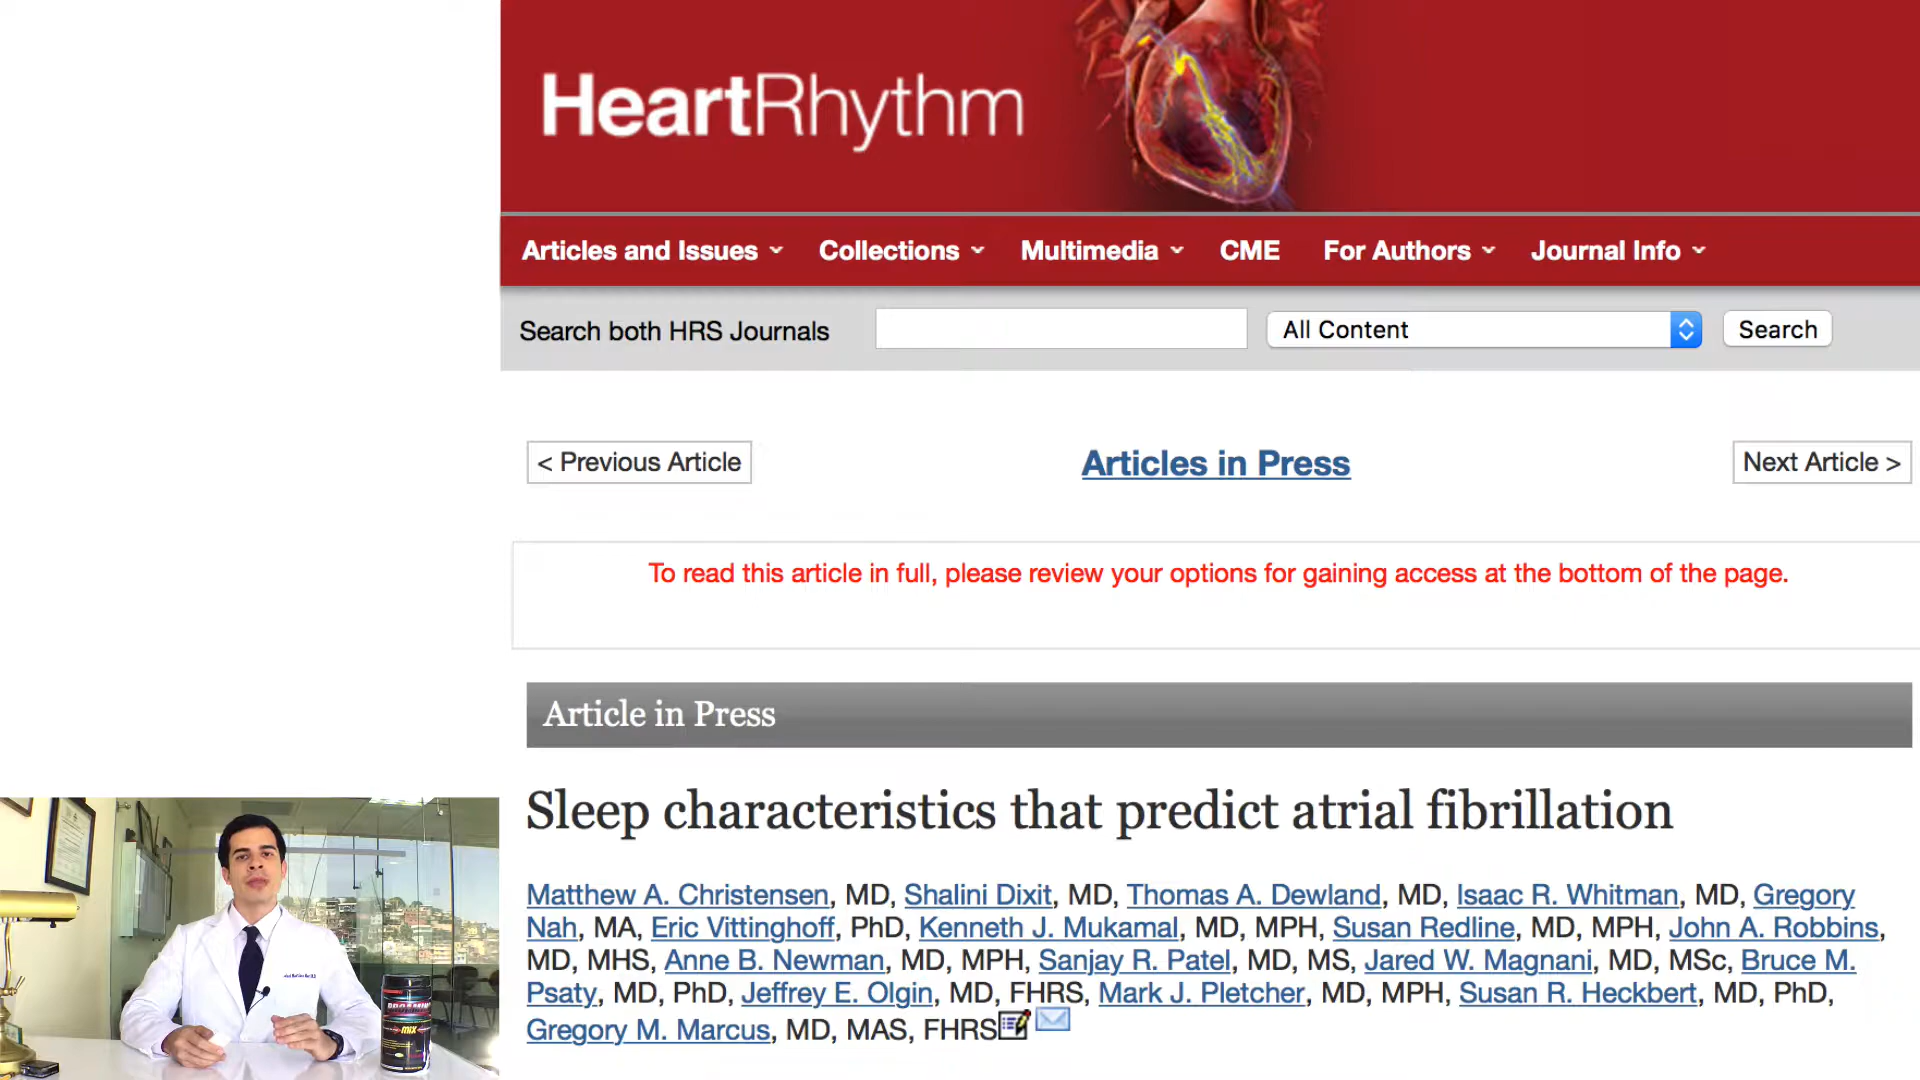 HeartRhythm
Articles and Issues Collections Multimedia CME For Authors Journal Info
Search both HRS Journals All Content Search
< Previous Article Articles in Press Next Article >
To read this article in full, please review your options for gaining access at the bottom of the page.
Article in Press
Sleep characteristics that predict atrial fibrillation
Matthew A. Christensen, MD, Shalini Dixit, MD, Thomas A. Dewland, MD, Isaac R. Whitman, MD, Gregory
Nah, MA, Eric Vittinghoff, PhD, Kenneth J. Mukamal, MD, MPH, Susan Redline, MD, MPH, John A. Robbins,
MD, MHS, Anne B. Newman, MD, MPH, Sanjay R. Patel, MD, MS, Jared W. Magnani, MD, MSc, Bruce M.
Psaty, MD, PhD, Jeffrey E. Olgin, MD, FHRS, Mark J. Pletcher, MD, MPH, Susan R. Heckbert, MD, PhD,
Gregory M. Marcus, MD, MAS, FHRS
MIX